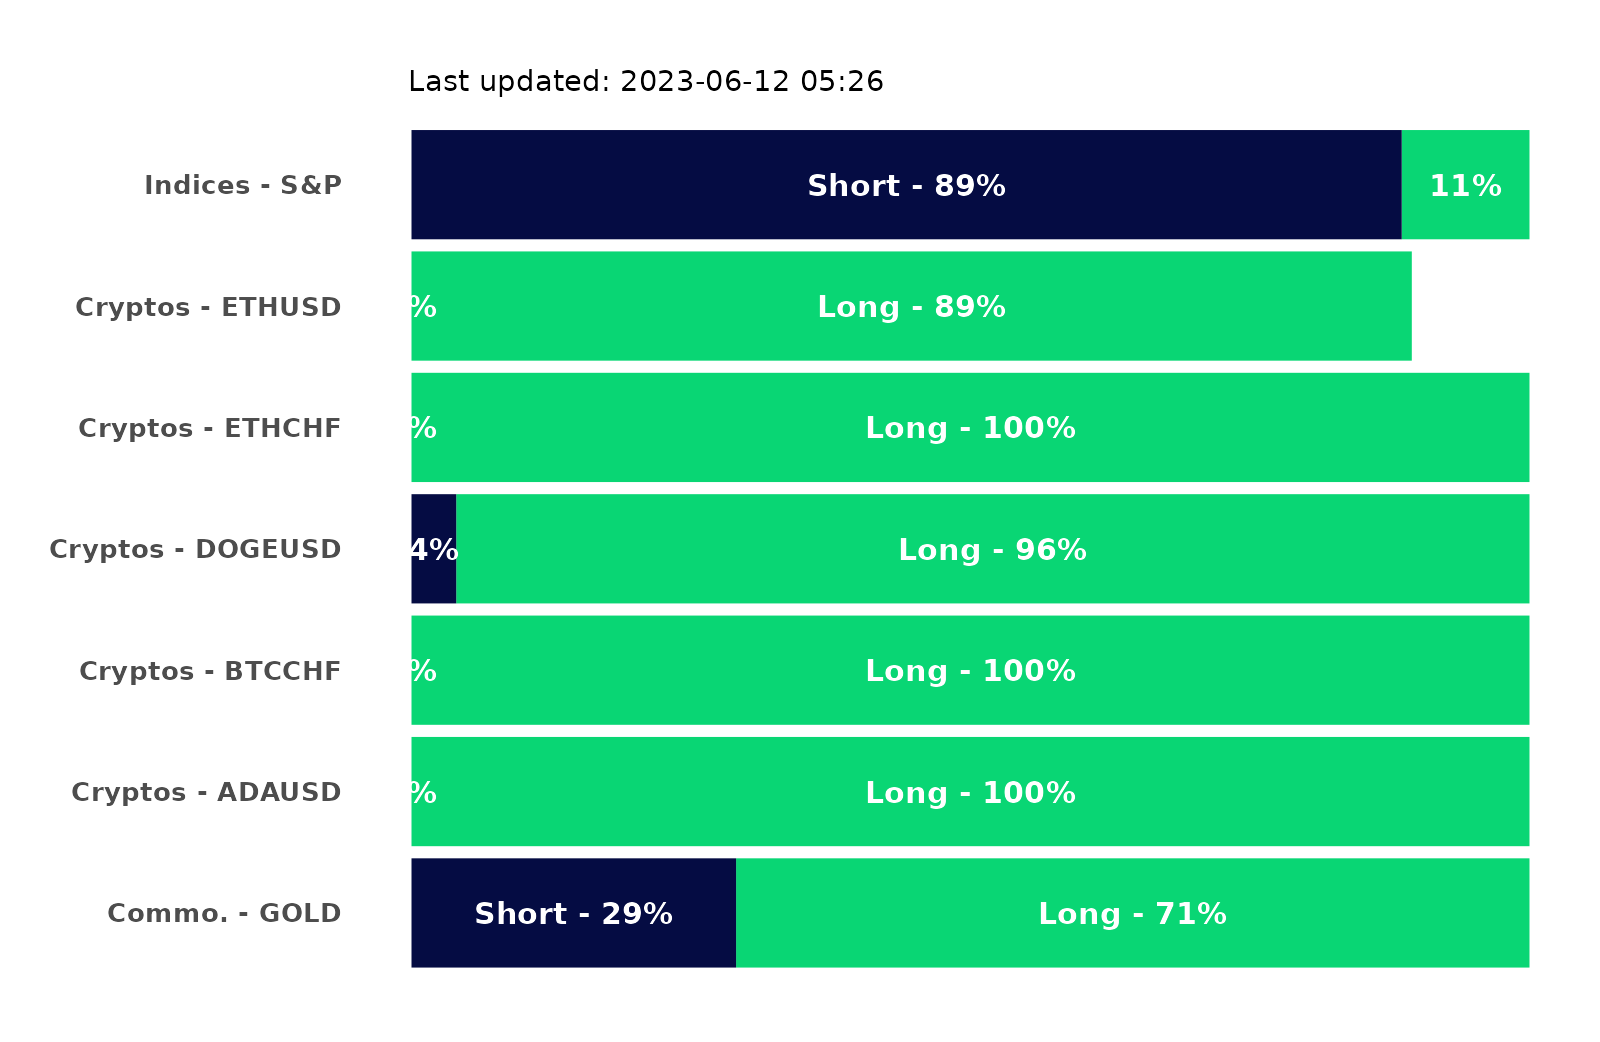 Last updated: 2023-06-12 05:26
Indices - S&P Short - 89% 11%
Cryptos - ETHUSD % Long - 89%
Cryptos - ETHCHF % Long - 100%
Cryptos - DOGEUSD 4% Long - 96%
Cryptos - BTCCHF % Long - 100%
Cryptos - ADAUSD % Long - 100%
Commo. - GOLD Short - 29% Long - 71%